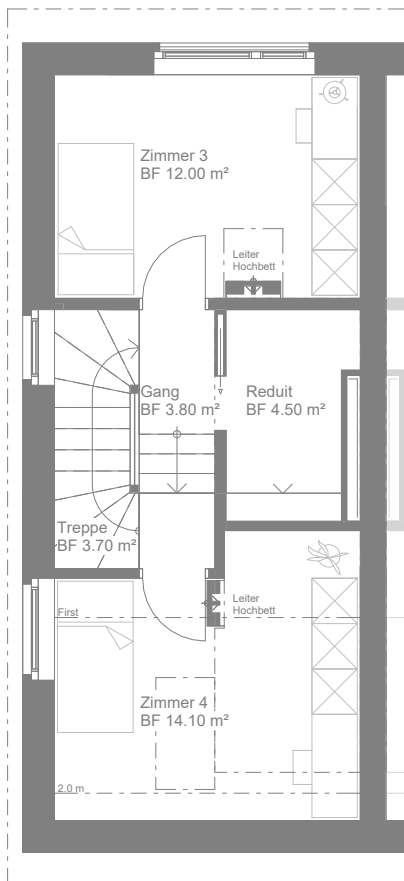 Zimmer 3
BF 12.00 m²
Leiter
Hochbett
Gang
BF 3.80 m²
Reduit
BF 4.50 m²
Treppe
BF 3.70 m²
Leiter
Hochbett
First
Zimmer 4
BF 14.10 m²
2.0 m